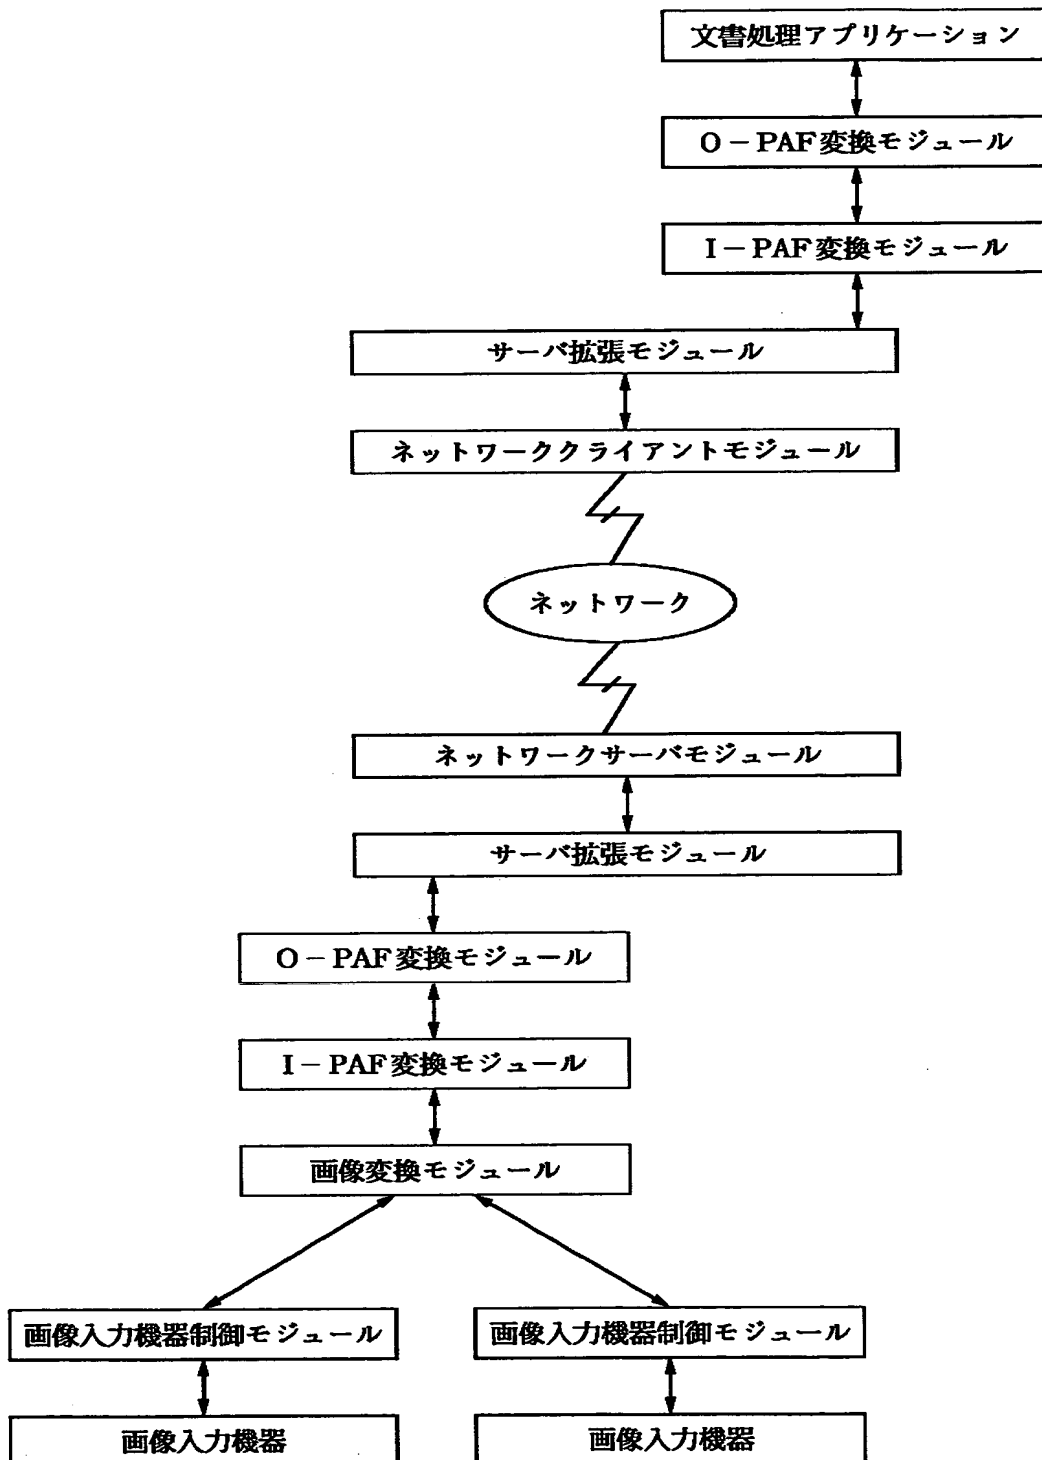 文書処理アプリケーション
O－PAF変換モジュール
I－PAF変換モジュール
サーバ拡張モジュール
ネットワーククライアントモジュール
ネットワーク
ネットワークサーバモジュール
サーバ拡張モジュール
O－PAF変換モジュール
I－PAF変換モジュール
画像変換モジュール
画像入力機器制御モジュール
画像入力機器制御モジュール
画像入力機器
画像入力機器